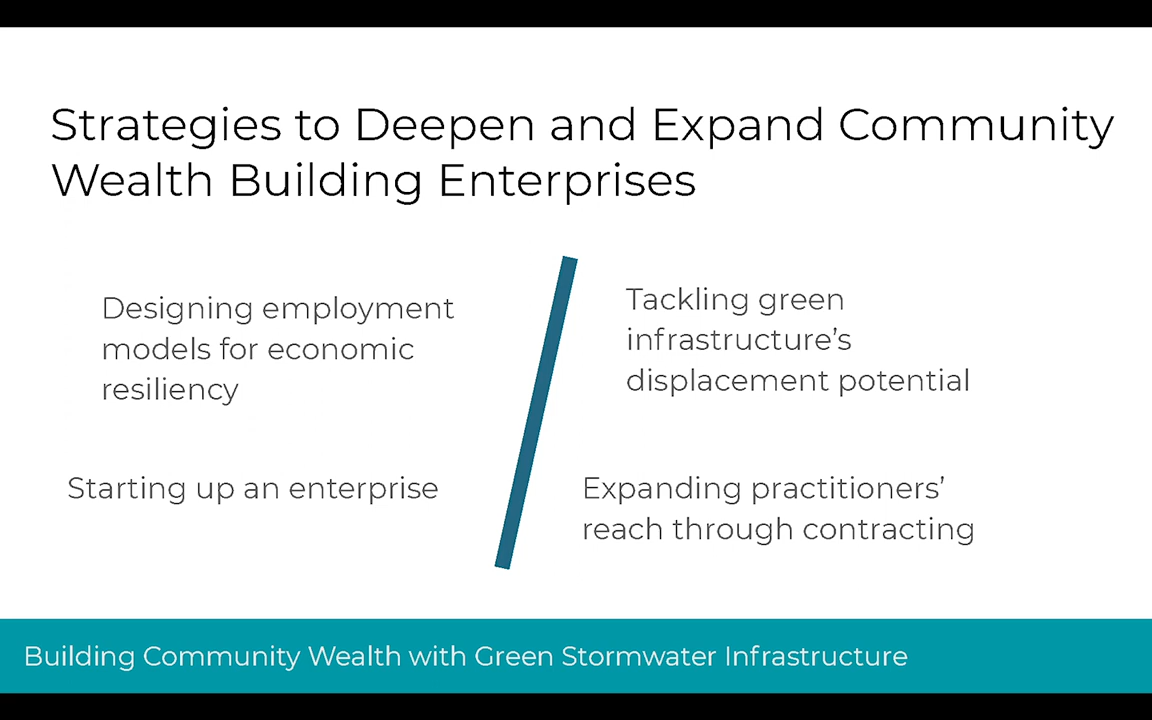 Strategies to Deepen and Expand Community
Wealth Building Enterprises
Designing employment
models for economic
resiliency
Starting up an enterprise
Tackling green
infrastructure’s
displacement potential
Expanding practitioners’
reach through contracting
Building Community Wealth with Green Stormwater Infrastructure